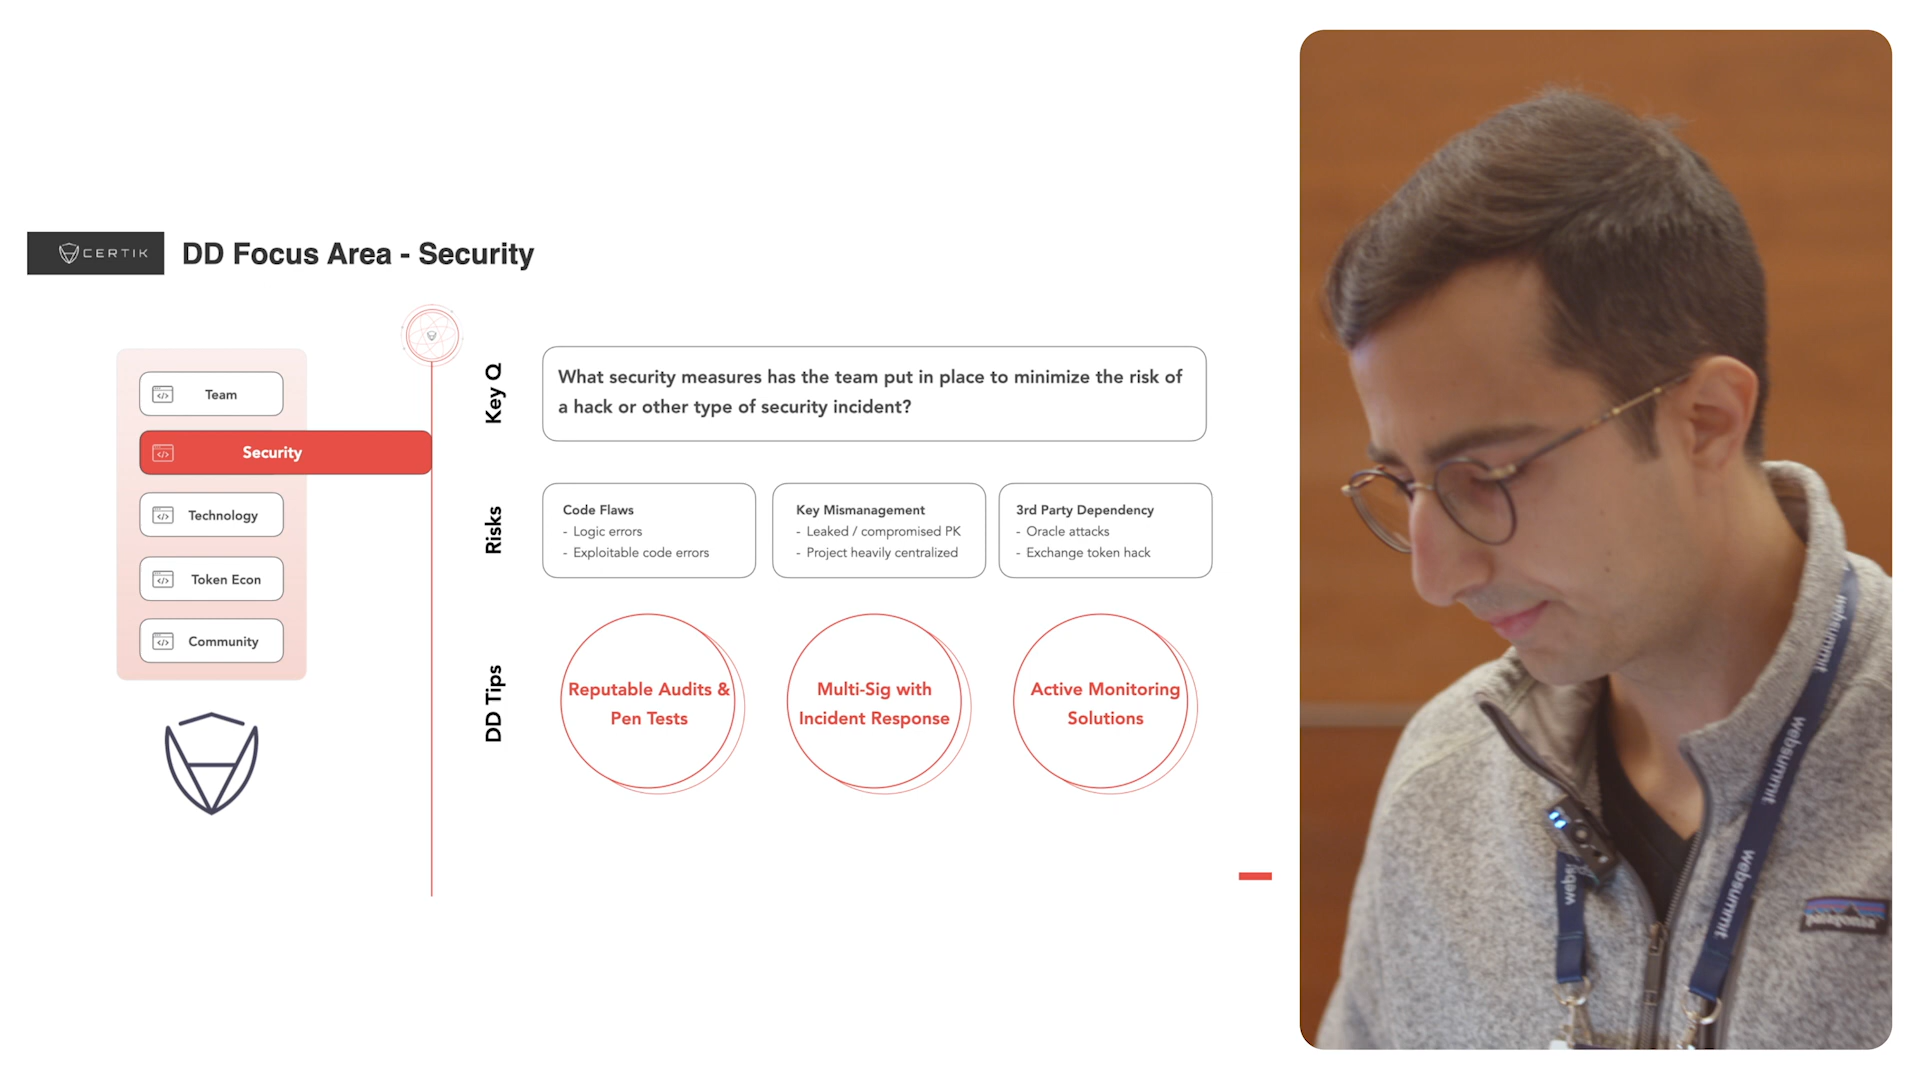 CERTIK
DD Focus Area - Security
Team
Security
Technology
Token Econ
Community
Key Q
What security measures has the team put in place to minimize the risk of
a hack or other type of security incident?
Risks
Code Flaws
- Logic errors
- Exploitable code errors
Key Mismanagement
- Leaked / compromised PK
- Project heavily centralized
3rd Party Dependency
- Oracle attacks
- Exchange token hack
DD Tips
Reputable Audits &
Pen Tests
Multi-Sig with
Incident Response
Active Monitoring
Solutions
websummit
websummit
websummit
webs